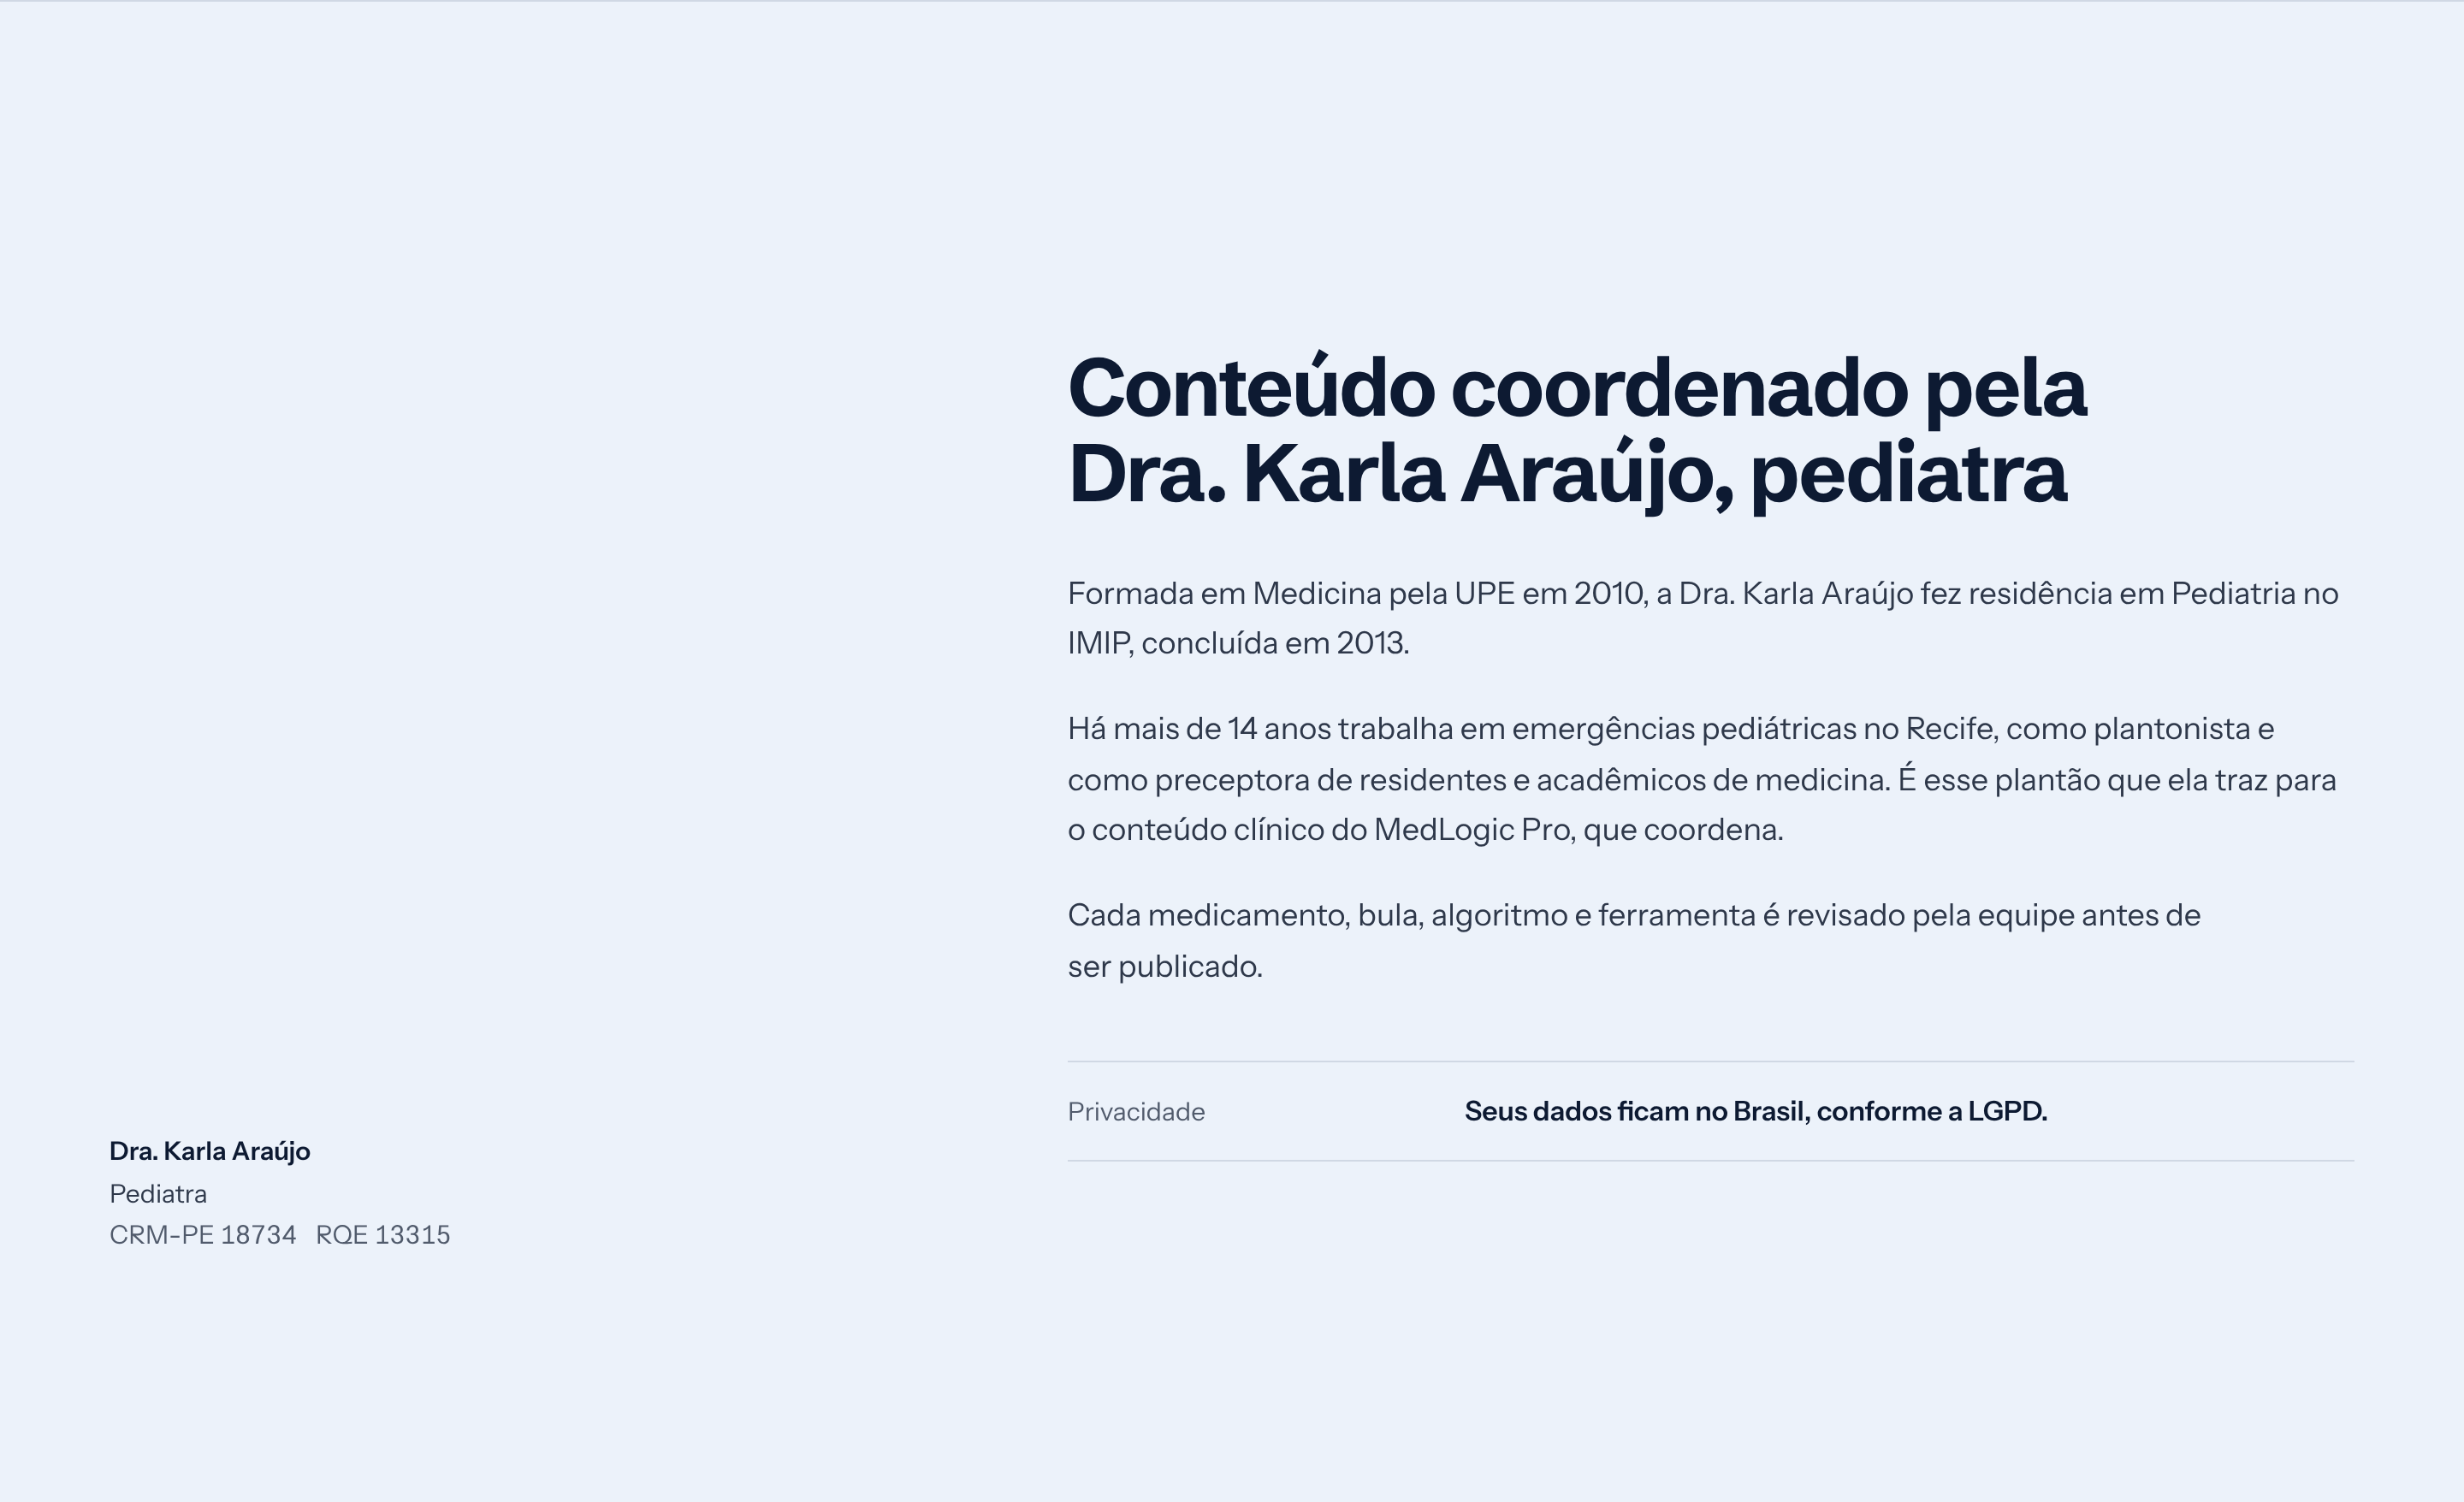 Conteúdo coordenado pela
Dra. Karla Araújo, pediatra
Formada em Medicina pela UPE em 2010, a Dra. Karla Araújo fez residência em Pediatria no
IMIP, concluída em 2013.
Há mais de 14 anos trabalha em emergências pediátricas no Recife, como plantonista e
como preceptora de residentes e acadêmicos de medicina. É esse plantão que ela traz para
o conteúdo clínico do MedLogic Pro, que coordena.
Cada medicamento, bula, algoritmo e ferramenta é revisado pela equipe antes de
ser publicado.
Privacidade Seus dados ficam no Brasil, conforme a LGPD.
Dra. Karla Araújo
Pediatra
CRM-PE 18734 RQE 13315